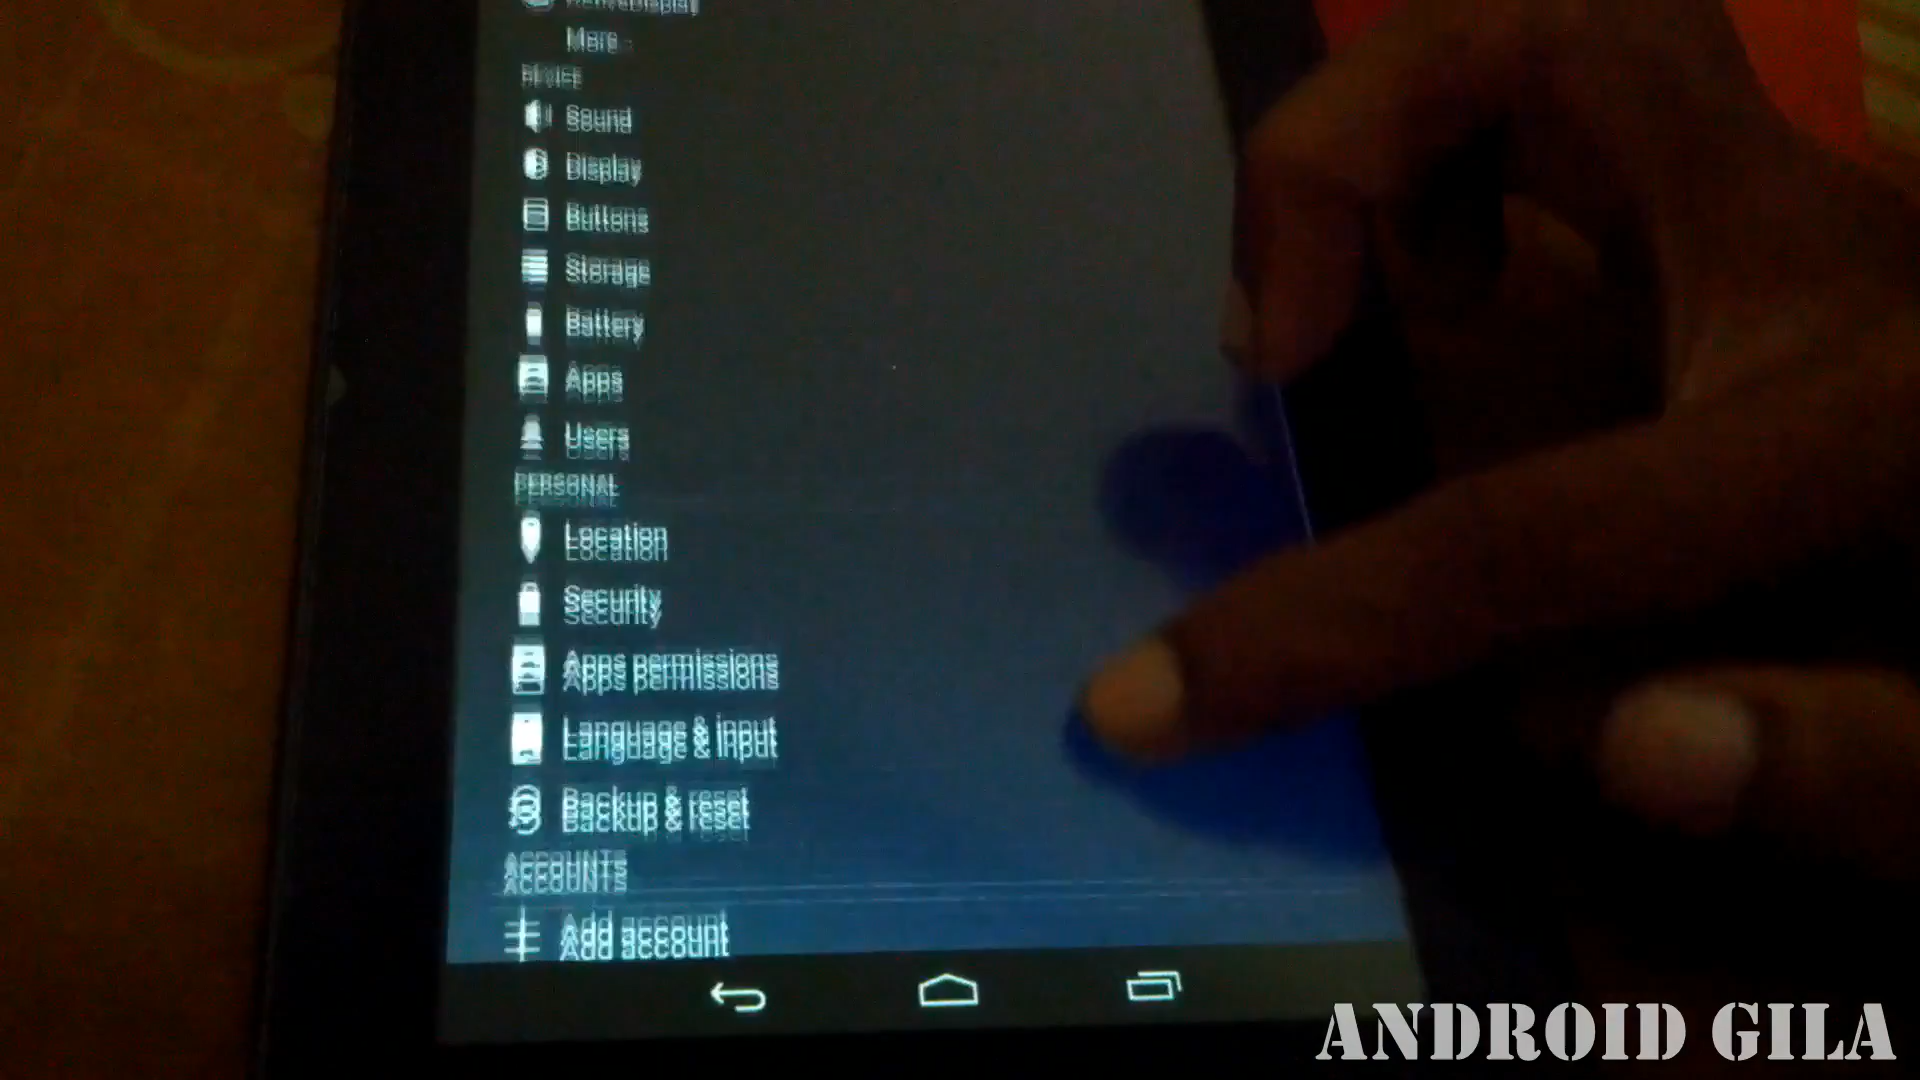 More
DEVICE
Sound
Display
Buttons
Storage
Battery
Apps
Users
PERSONAL
Location
Security
Apps permissions
Language & input
Backup & reset
ACCOUNTS
Add account
ANDROID GILA